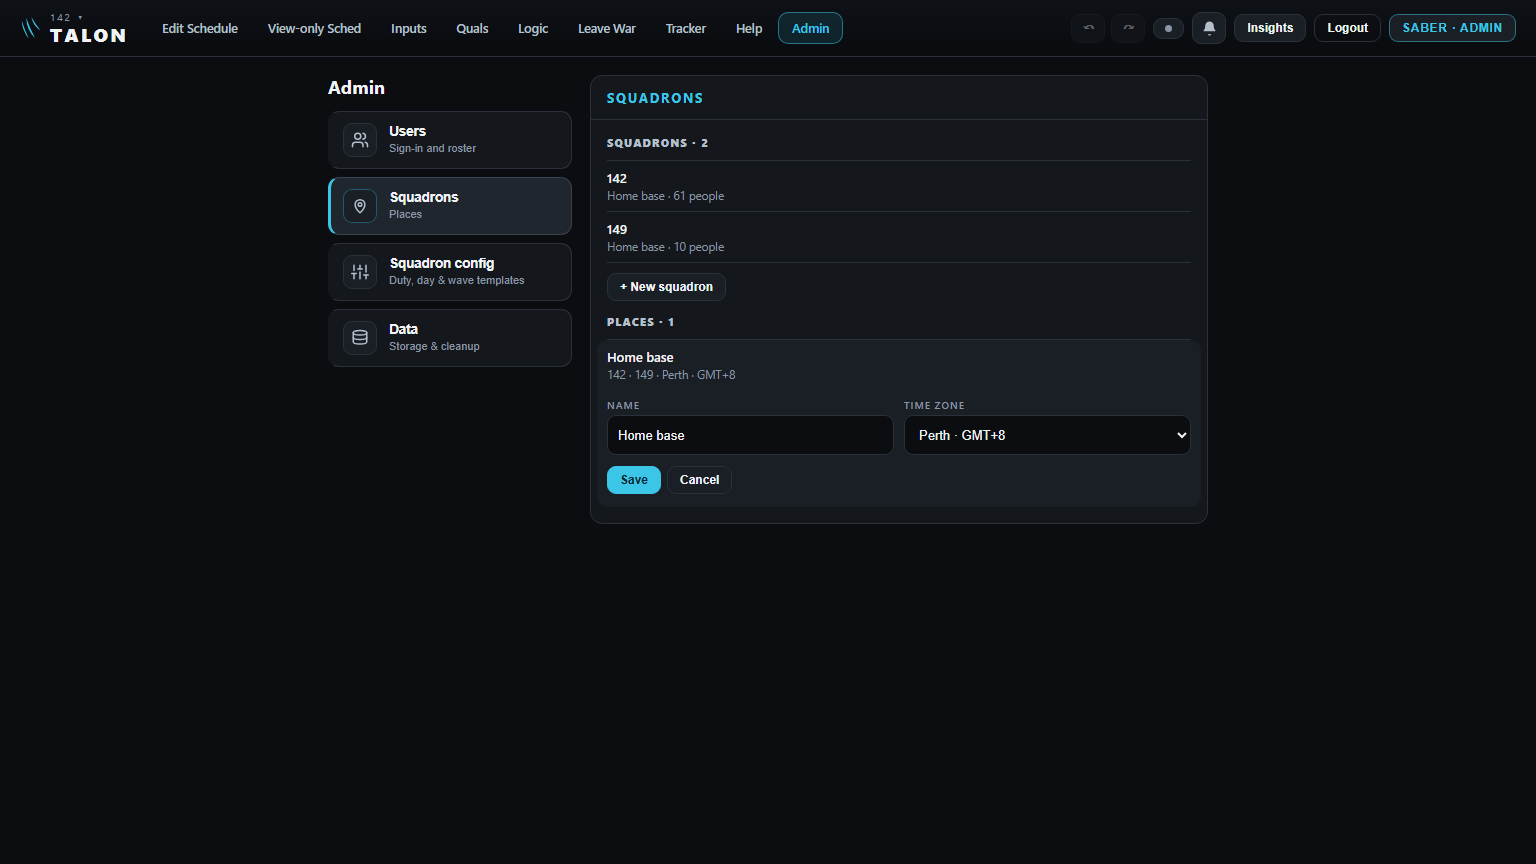 142 ▾
TALON
Edit Schedule
View-only Sched
Inputs
Quals
Logic
Leave War
Tracker
Help
Admin
Insights
Logout
SABER · ADMIN
Admin
Users
Sign-in and roster
Squadrons
Places
Squadron config
Duty, day & wave templates
Data
Storage & cleanup
SQUADRONS
SQUADRONS · 2
142
Home base · 61 people
149
Home base · 10 people
+ New squadron
PLACES · 1
Home base
142 · 149 · Perth · GMT+8
NAME
TIME ZONE
Home base
Perth · GMT+8
Save
Cancel